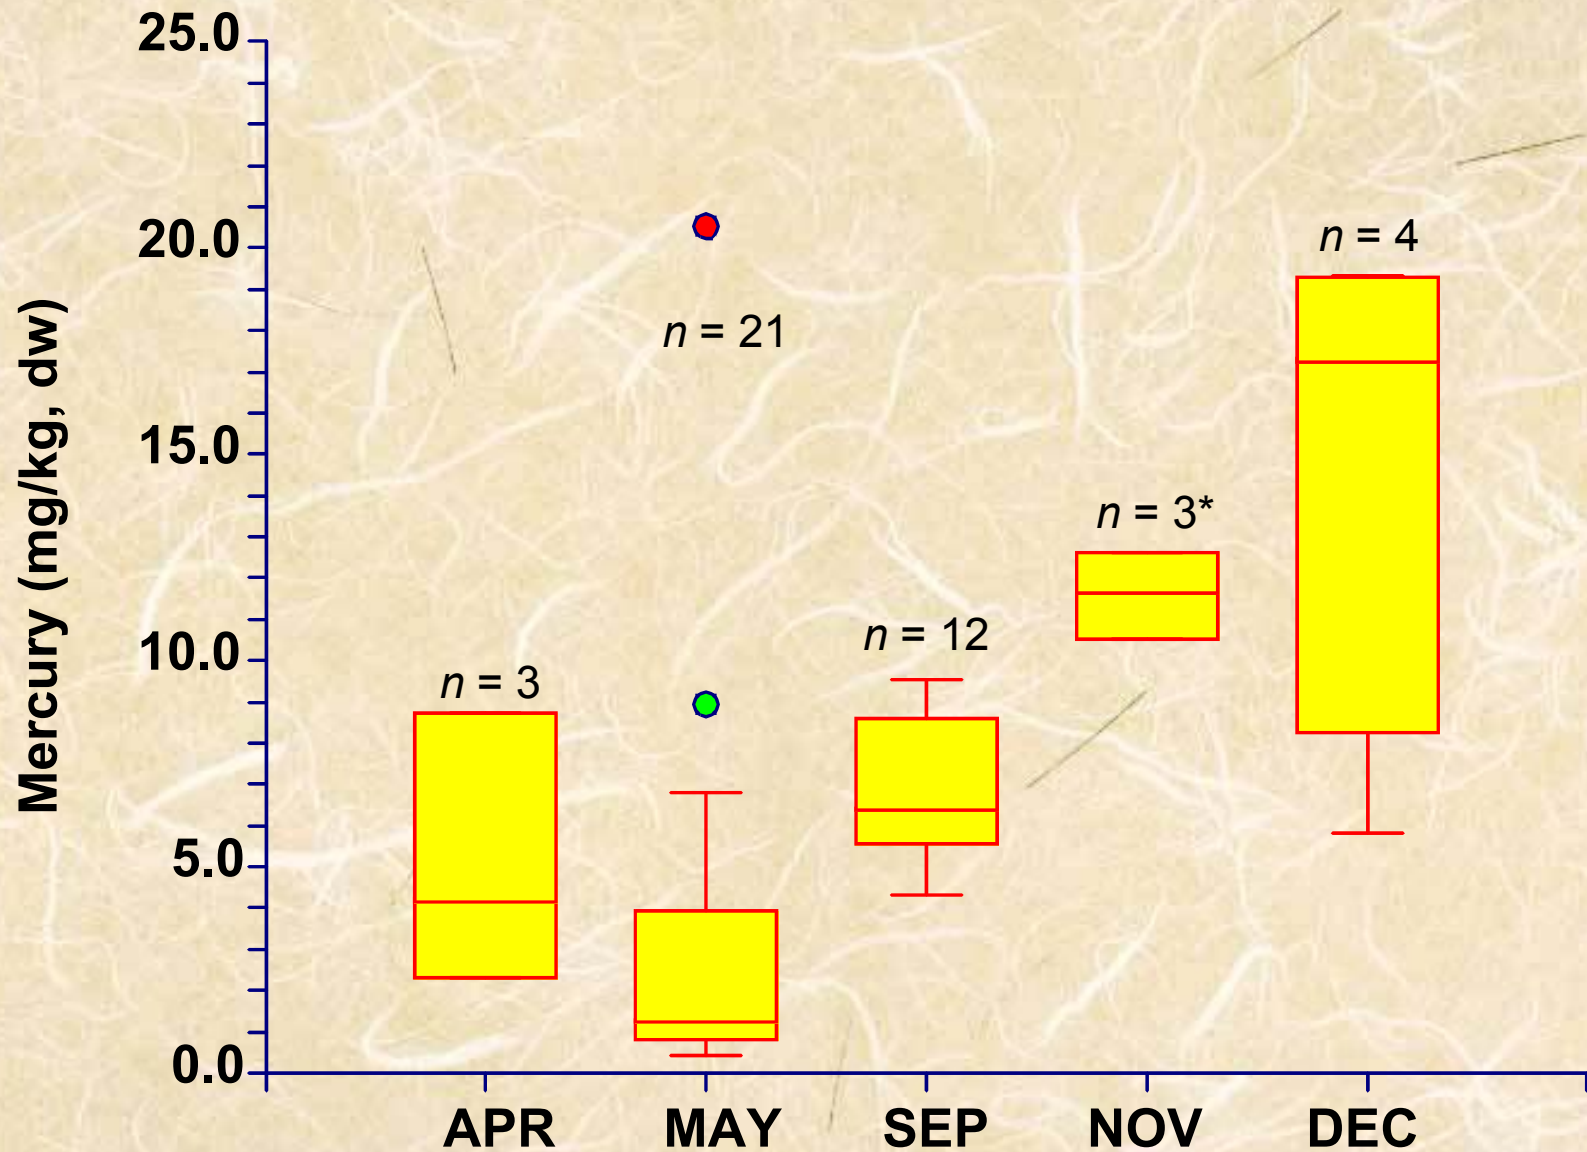 25.0
20.0
15.0
10.0
5.0
0.0
Mercury (mg/kg, dw)
n = 3
n = 21
n = 12
n = 3*
n = 4
APR MAY SEP NOV DEC